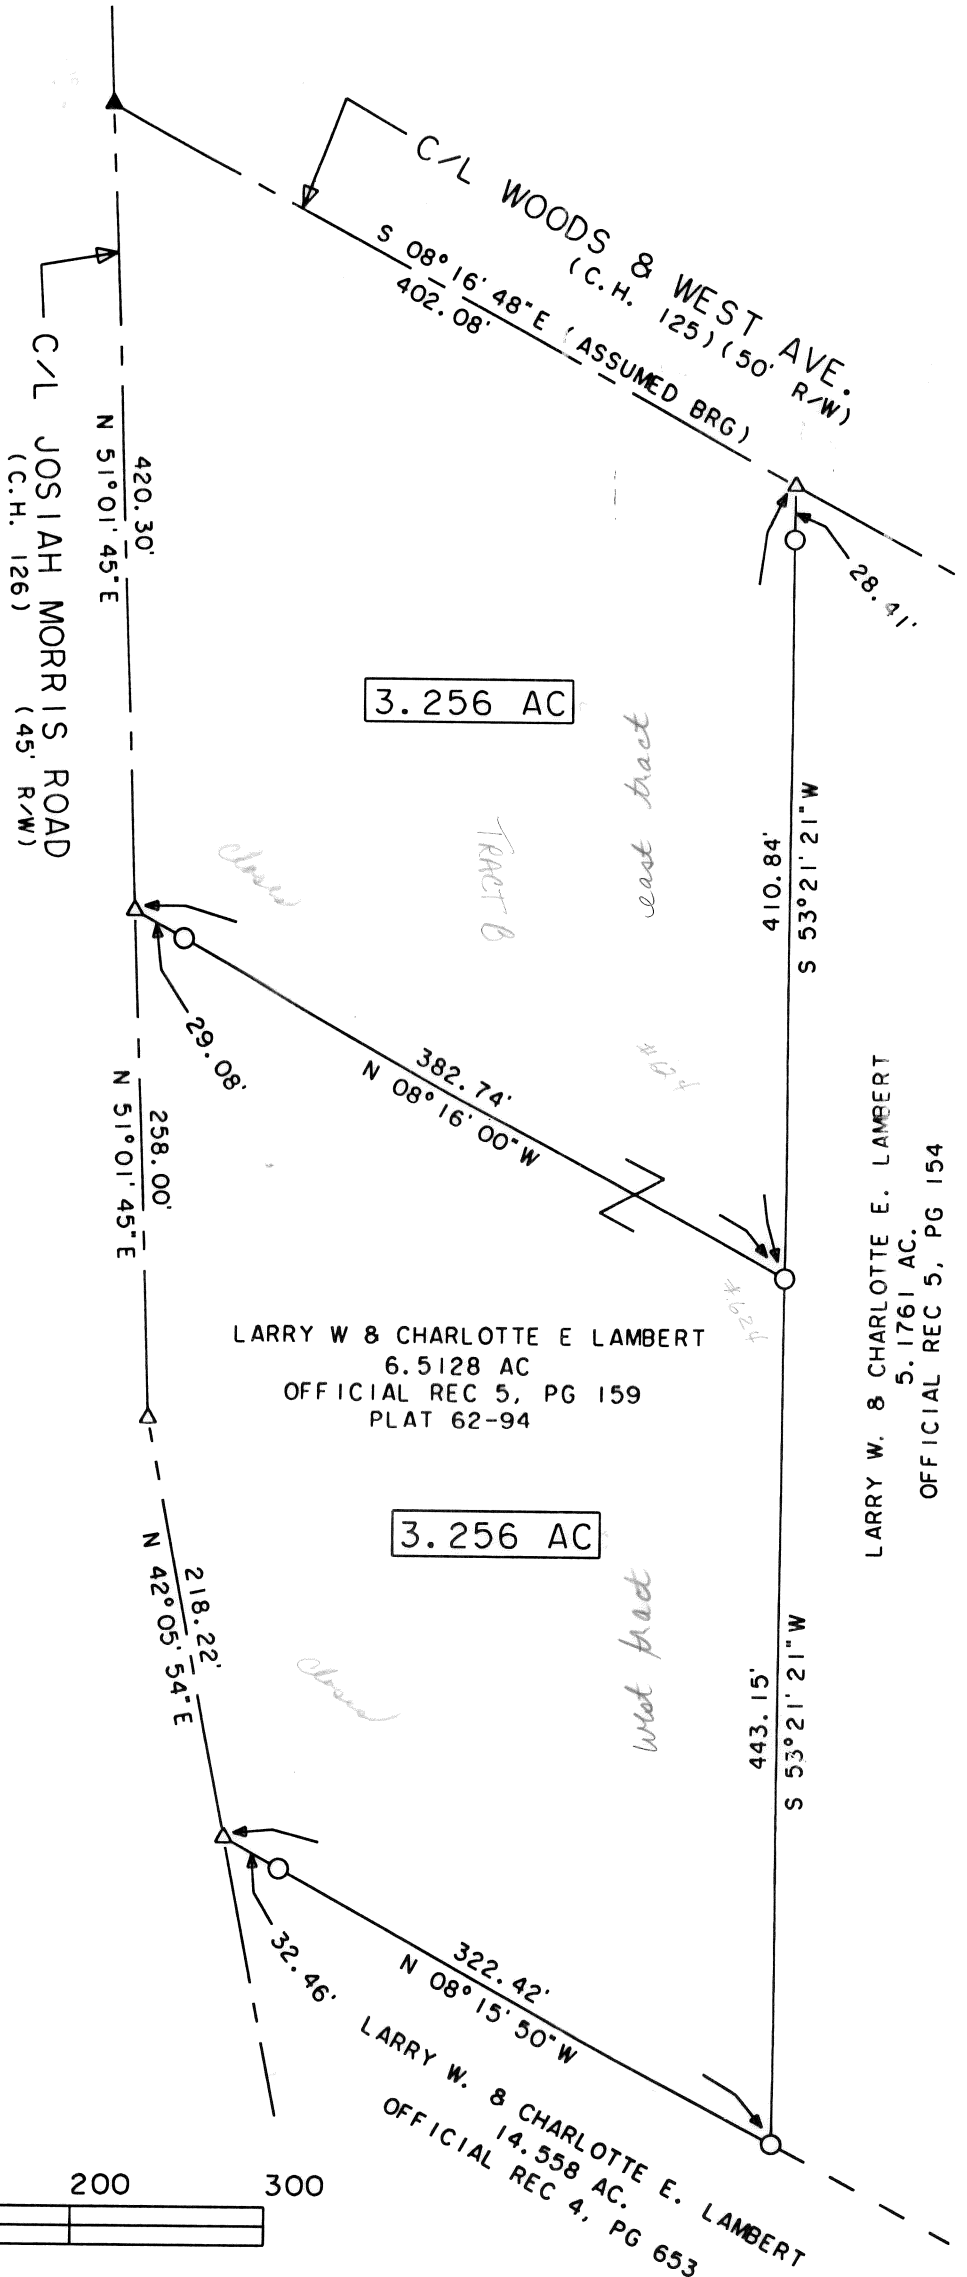 C/L WOODS & WEST AVE.
(C.H. 125) (50' R/W)
S 08°16'48"E (ASSUMED BRG)
402.08'
C/L JOSIAH MORRIS ROAD
(C.H. 126) (45' R/W)
420.30'
N 51°01'45"E
28.41'
3.256 AC
east tract
TRACT B
Closed
410.84'
S 53°21'21"W
29.08'
382.74'
N 08°16'00"W
258.00'
N 51°01'45"E
LARRY W. & CHARLOTTE E. LAMBERT
5.1761 AC.
OFFICIAL REC 5, PG 154
LARRY W & CHARLOTTE E LAMBERT
6.5128 AC
OFFICIAL REC 5, PG 159
PLAT 62-94
3.256 AC
west tract
Closed
218.22'
N 42°05'54"E
443.15'
S 53°21'21"W
32.46'
322.42'
N 08°15'50"W
LARRY W. & CHARLOTTE E. LAMBERT
14.558 AC.
OFFICIAL REC 4, PG 653
200 300